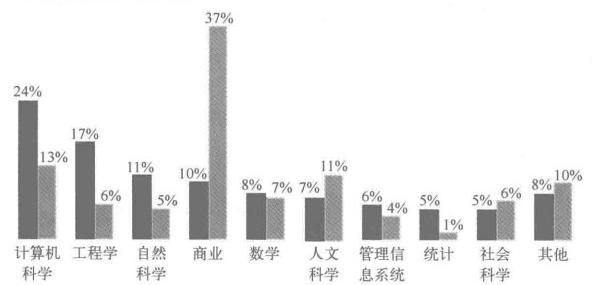 24%
13%
17%
6%
11%
5%
10%
37%
8%
7%
7%
11%
6%
4%
5%
1%
5%
6%
8%
10%
计算机
科学
工程学
自然
科学
商业
数学
人文
科学
管理信
息系统
统计
社会
科学
其他